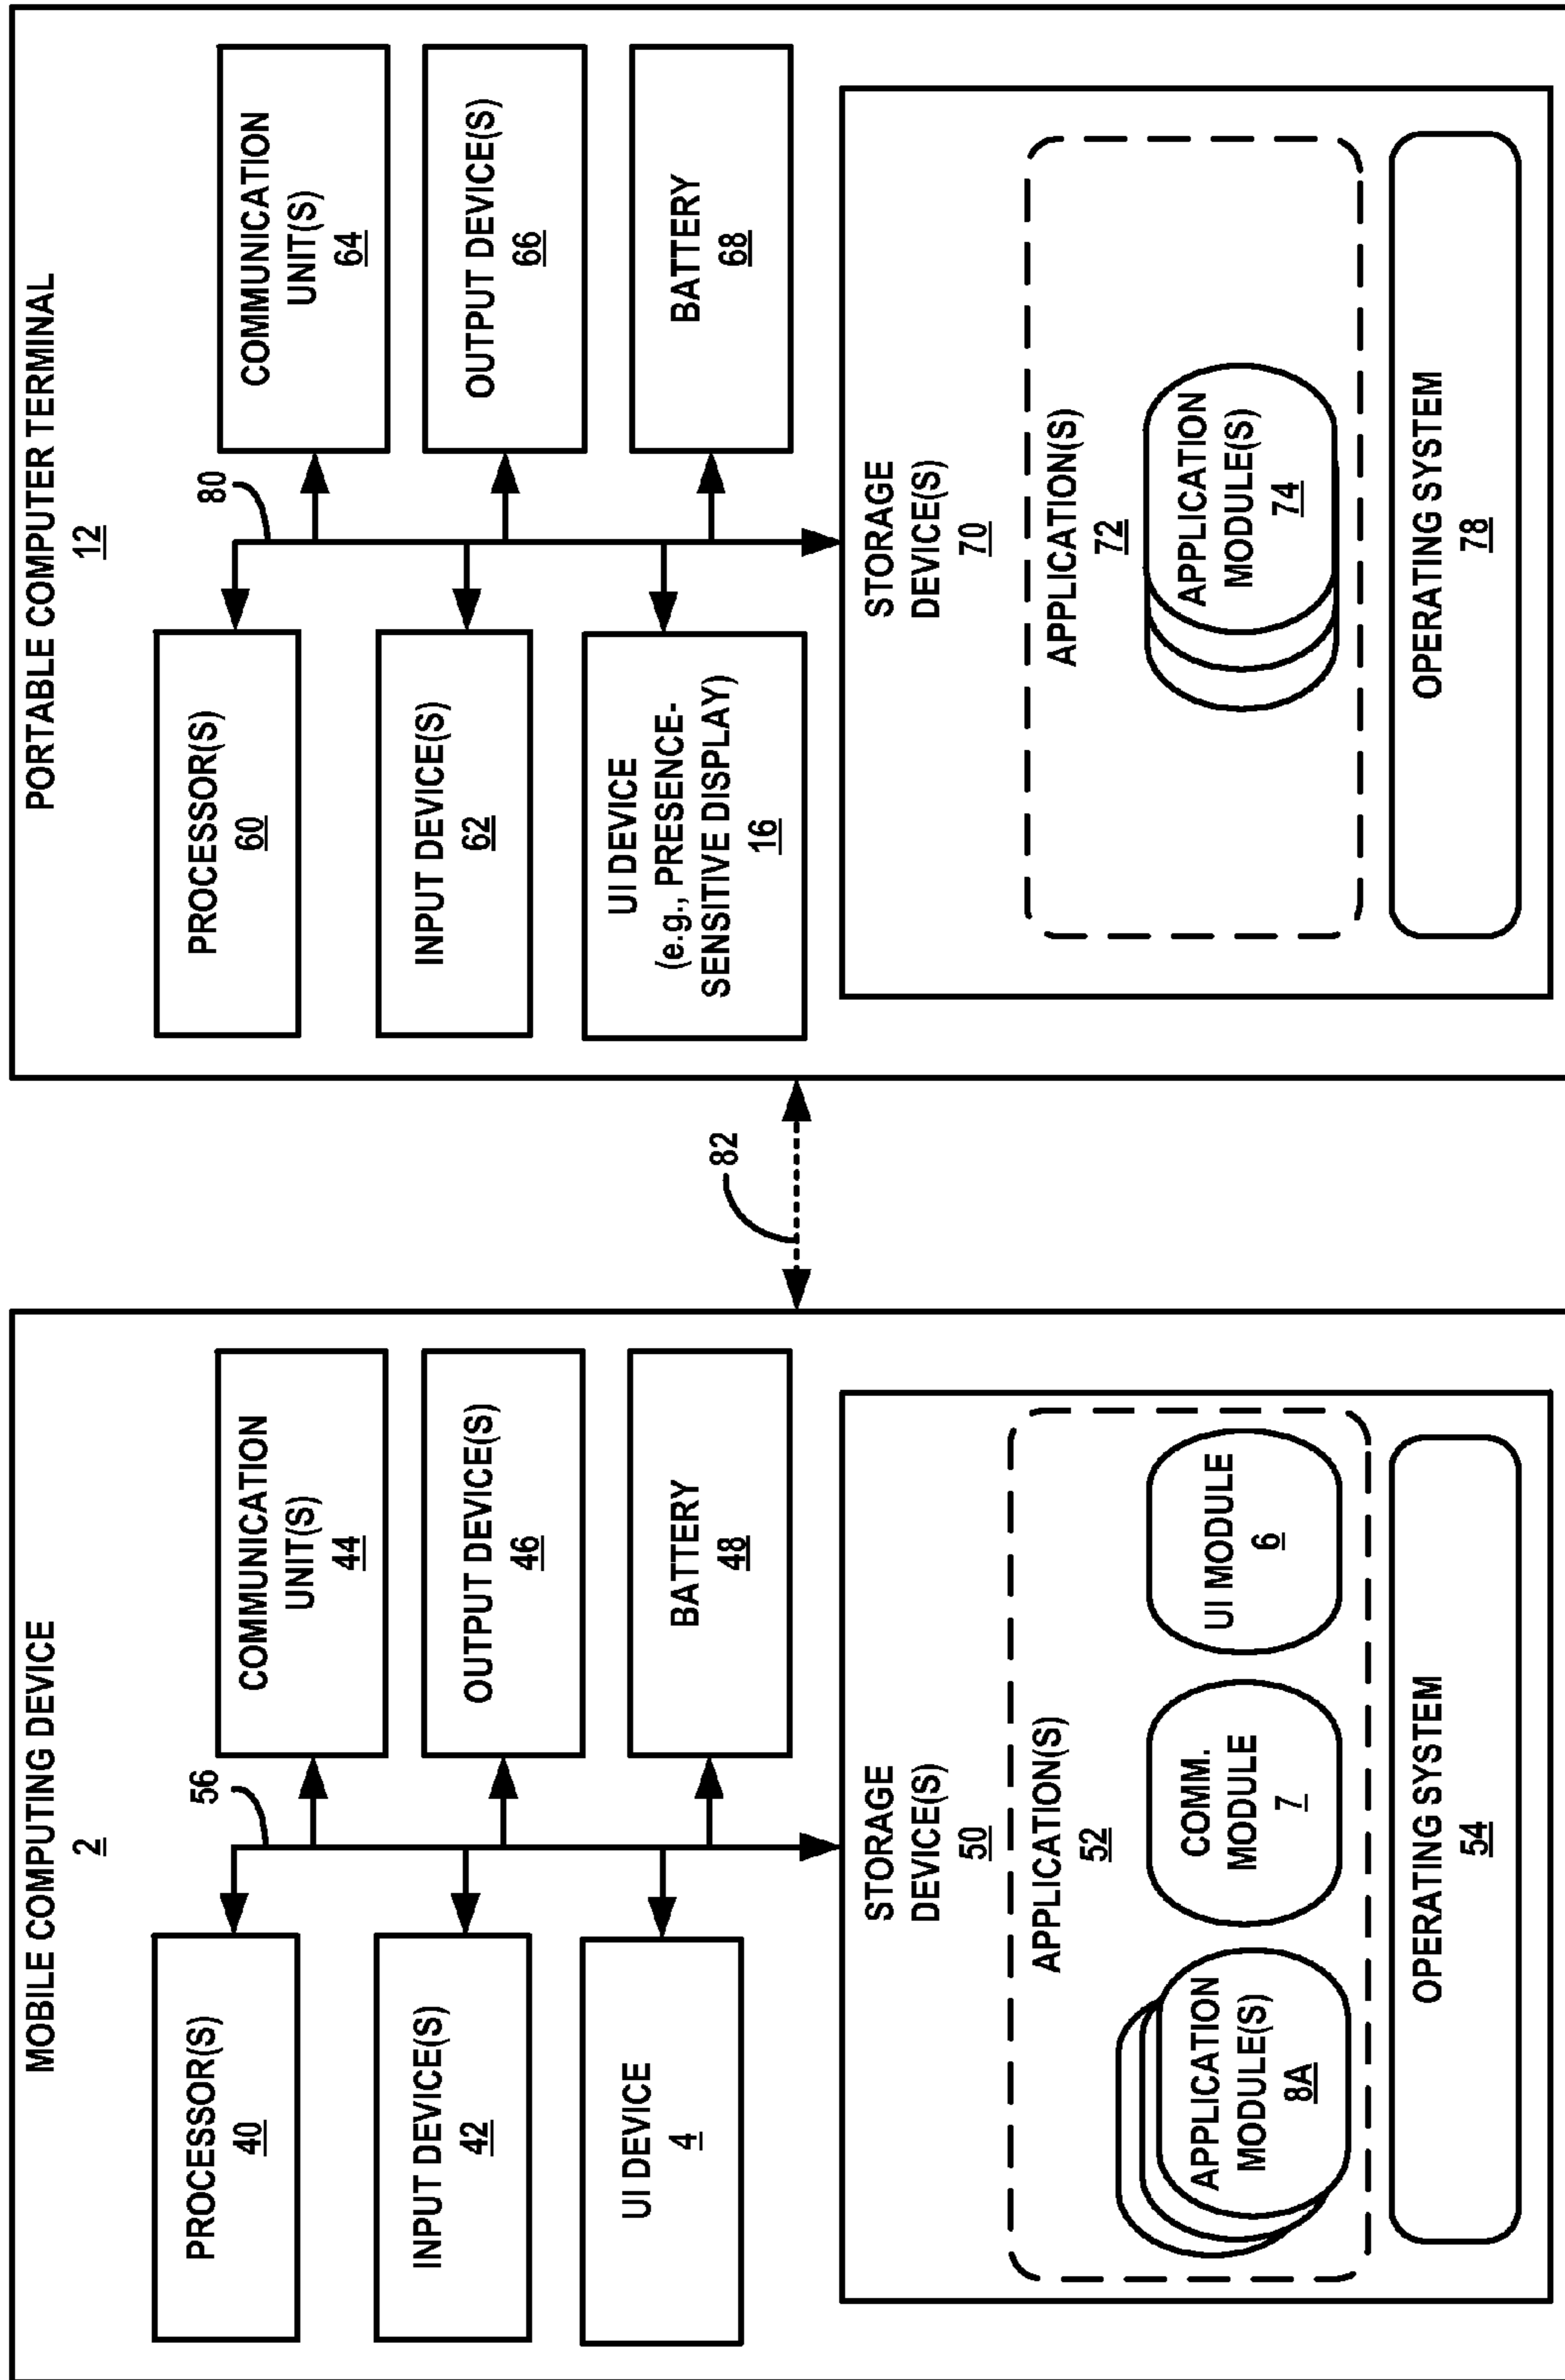 MOBILE COMPUTING DEVICE
2
PROCESSOR(S)
40
56
COMMUNICATION
UNIT(S)
44
INPUT DEVICE(S)
42
OUTPUT DEVICE(S)
46
UI DEVICE
4
BATTERY
48
STORAGE
DEVICE(S)
50
APPLICATION(S)
52
APPLICATION
MODULE(S)
8A
COMM.
MODULE
7
UI MODULE
6
OPERATING SYSTEM
54
82
PORTABLE COMPUTER TERMINAL
12
PROCESSOR(S)
60
80
COMMUNICATION
UNIT(S)
64
INPUT DEVICE(S)
62
OUTPUT DEVICE(S)
66
UI DEVICE
(e.g., PRESENCE-
SENSITIVE DISPLAY)
16
BATTERY
68
STORAGE
DEVICE(S)
70
APPLICATION(S)
72
APPLICATION
MODULE(S)
74
OPERATING SYSTEM
78